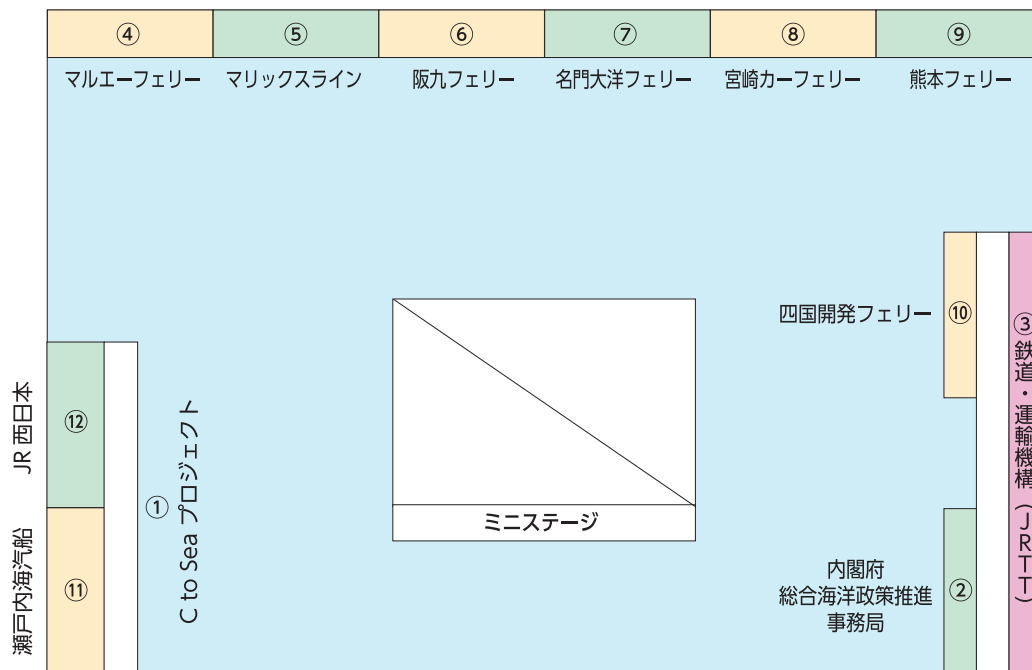 ④ ⑤ ⑥ ⑦ ⑧ ⑨
マルエーフェリー マリックスライン 阪九フェリー 名門大洋フェリー 宮崎カーフェリー 熊本フェリー
四国開発フェリー ⑩
③鉄道・運輸機構(JRTT)
JR 西日本
⑫
① C to Sea プロジェクト
ミニステージ
瀬戸内海汽船
⑪
内閣府
総合海洋政策推進
事務局
②